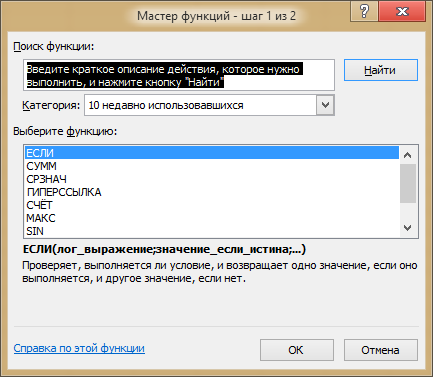 Мастер функций - шаг 1 из 2
?
Поиск функции:
Введите краткое описание действия, которое нужно
выполнить, и нажмите кнопку "Найти"
Найти
Категория: 10 недавно использовавшихся
Выберите функцию:
ЕСЛИ
СУММ
СРЗНАЧ
ГИПЕРССЫЛКА
СЧЁТ
МАКС
SIN
ЕСЛИ(лог_выражение;значение_если_истина;...)
Проверяет, выполняется ли условие, и возвращает одно значение, если оно
выполняется, и другое значение, если нет.
Справка по этой функции
ОК
Отмена